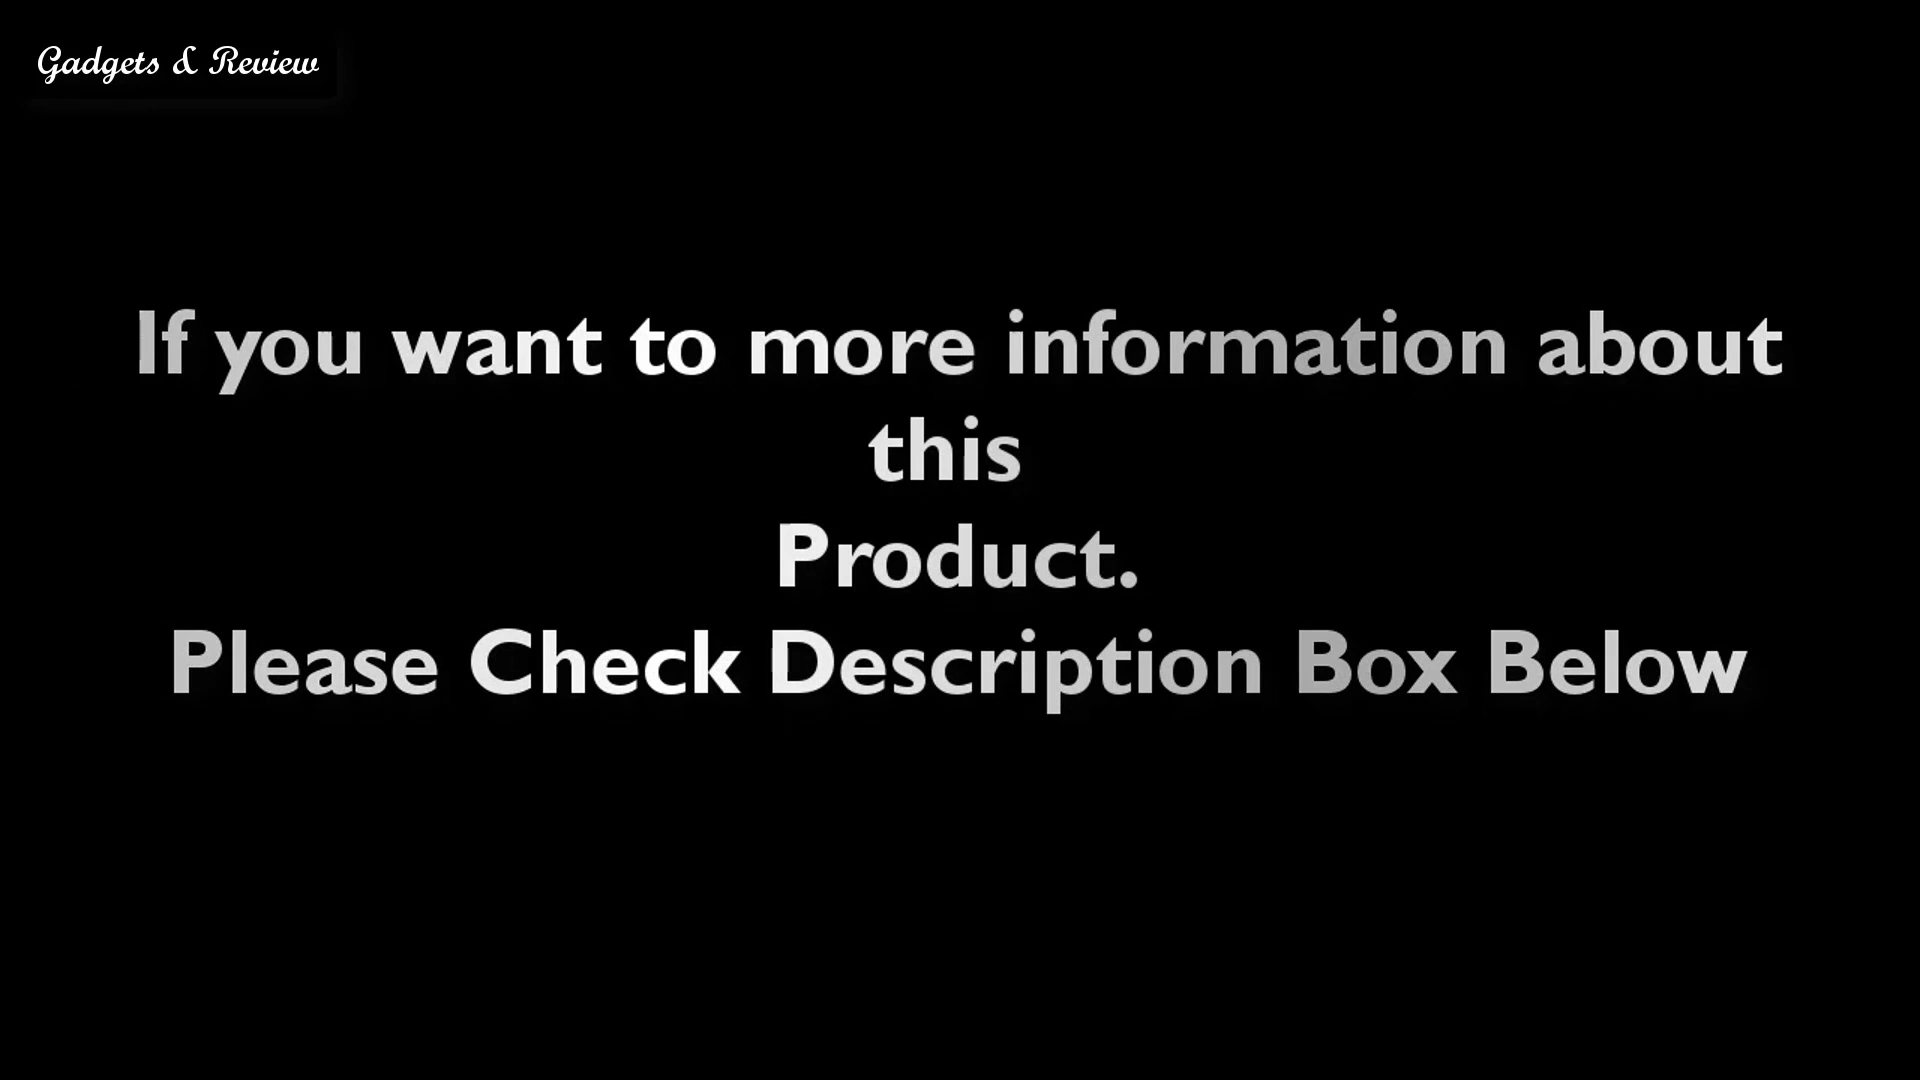 Gadgets & Review
If you want to more information about
this
Product.
Please Check Description Box Below